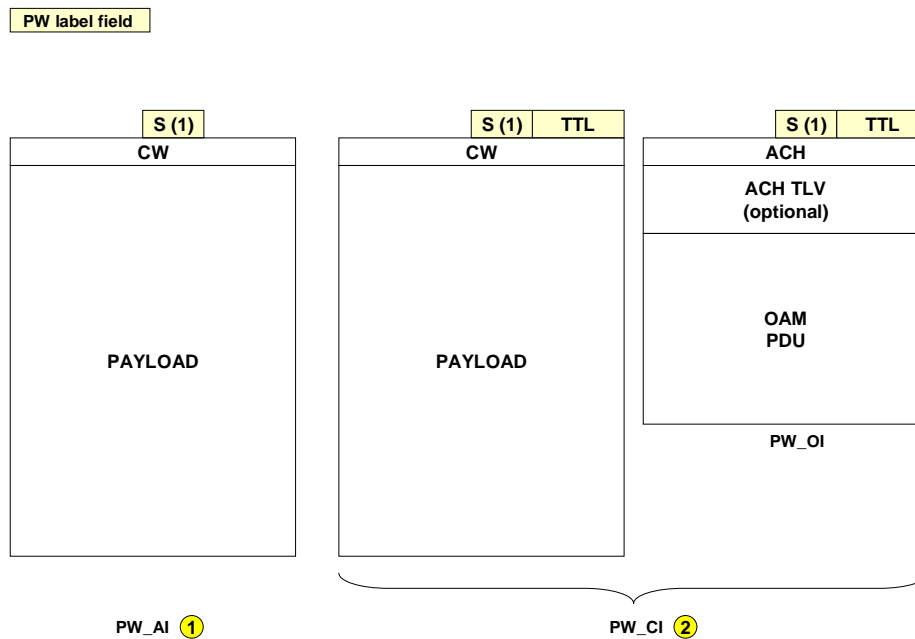 PW label field
S (1)
S (1) TTL
S (1) TTL
CW
CW
ACH
ACH TLV
(optional)
PAYLOAD
PAYLOAD
OAM
PDU
PW_OI
PW_AI 1
PW_CI 2